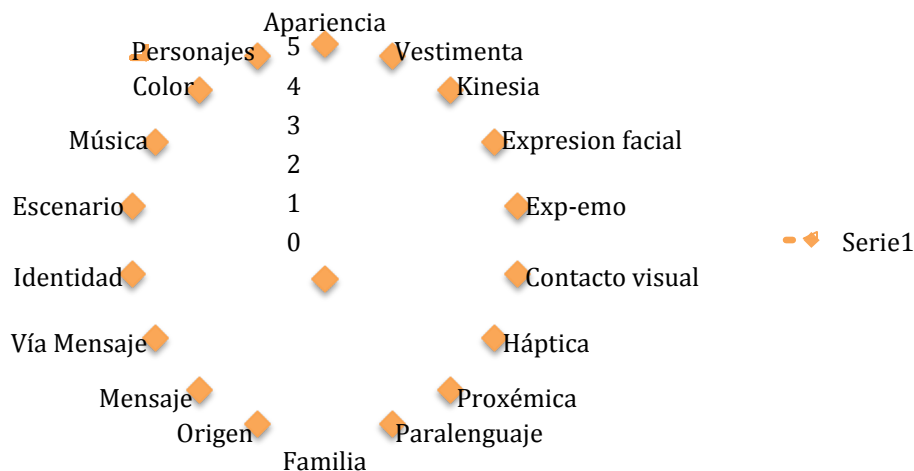 Apariencia
Personajes
5
Vestimenta
Color
4
Kinesia
3
Música
Expresion facial
2
Escenario
1
Exp-emo
0
Serie1
Identidad
Contacto visual
Vía Mensaje
Háptica
Mensaje
Proxémica
Origen
Paralenguaje
Familia